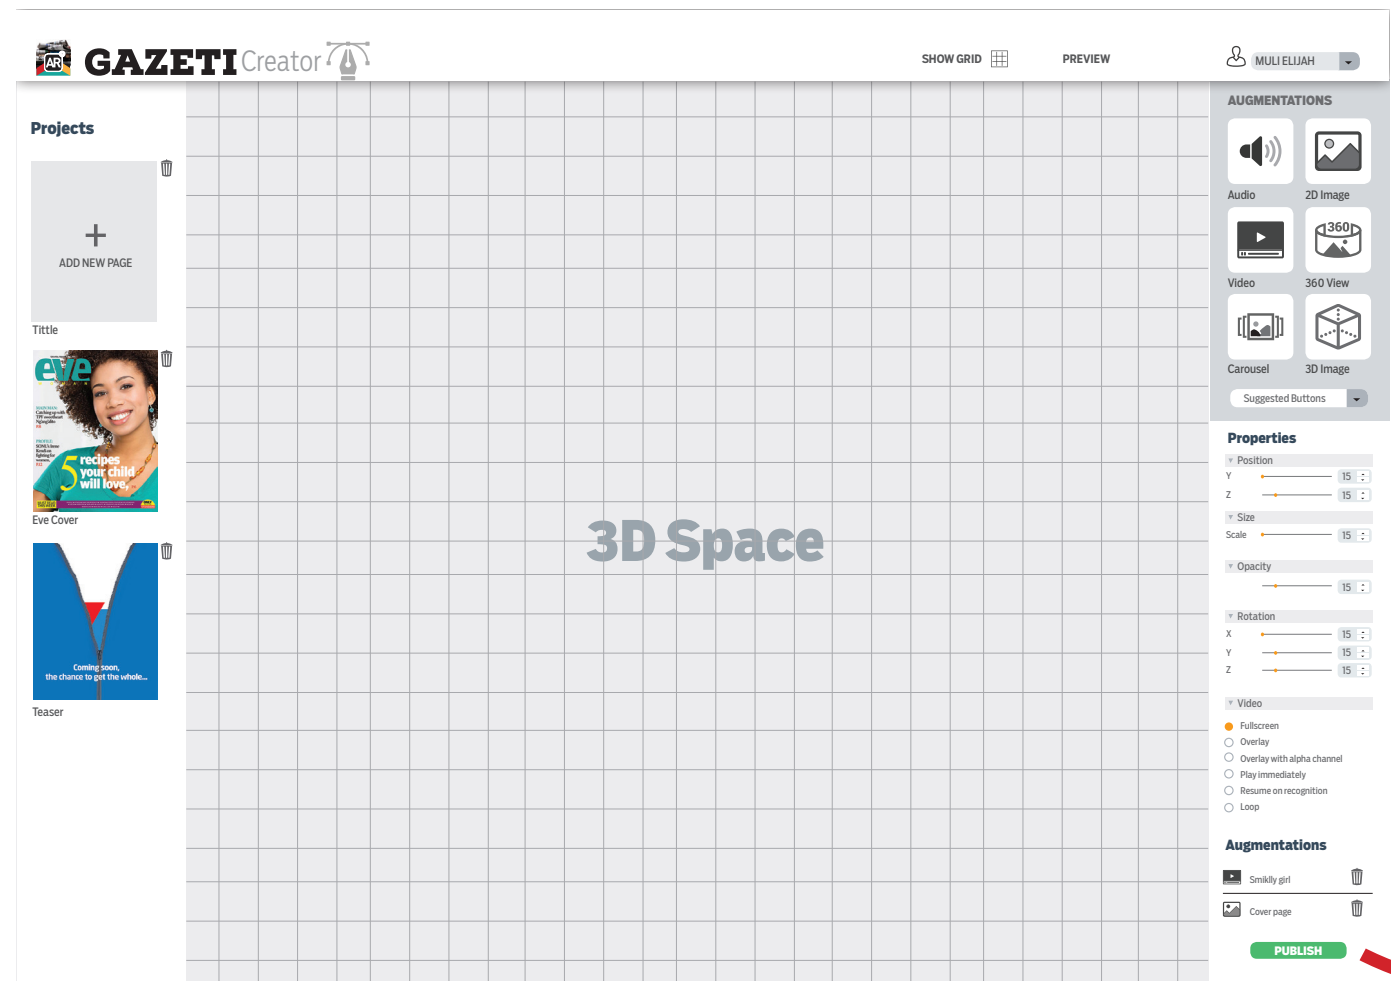 AR GAZETI Creator
SHOW GRID
PREVIEW
MULI ELIJAH
Projects
ADD NEW PAGE
Tittle
eve
5 recipes
your child
will love,
Eve Cover
Coming soon,
the chance to get the whole...
Teaser
3D Space
AUGMENTATIONS
Audio
2D Image
360
Video
360 View
Carousel
3D Image
Suggested Buttons
Properties
Position
Y 15
Z 15
Size
Scale 15
Opacity
15
Rotation
X 15
Y 15
Z 15
Video
Fullscreen
Overlay
Overlay with alpha channel
Play immediately
Resume on recognition
Loop
Augmentations
Smiklly girl
Cover page
PUBLISH